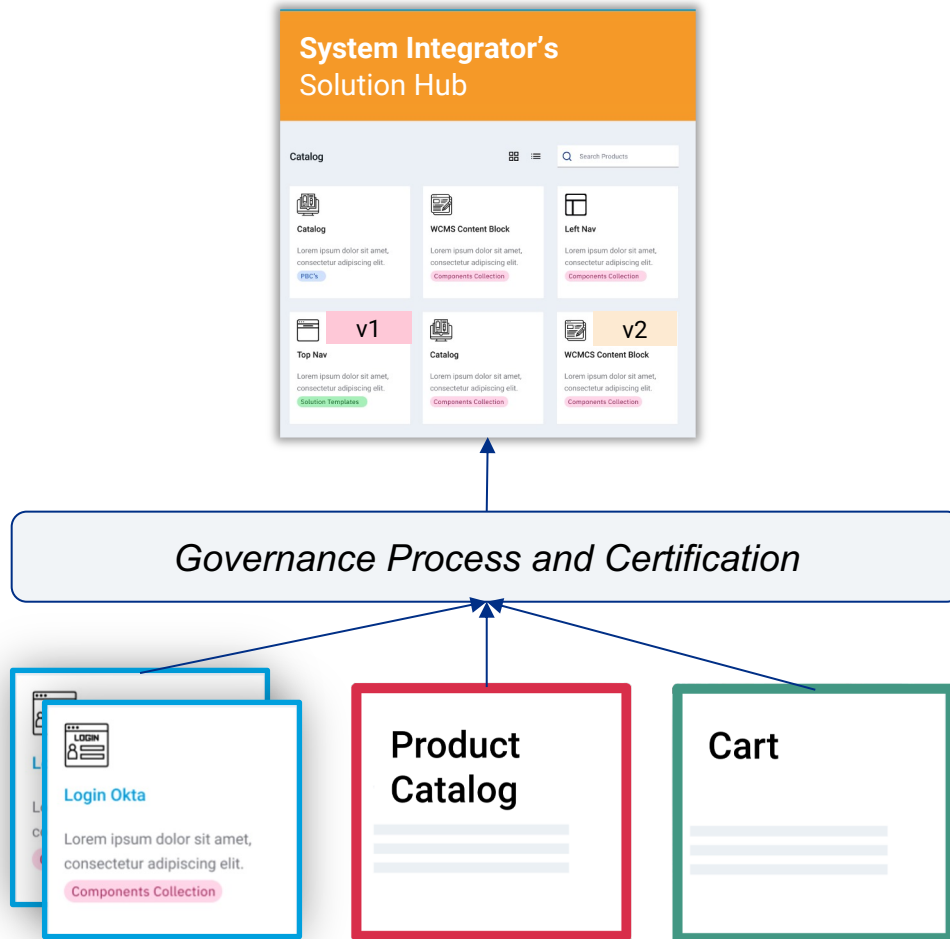 System Integrator’s
Solution Hub
Catalog
Search Products
Catalog
Lorem ipsum dolor sit amet,
consectetur adipiscing elit.
PBC's
WCMS Content Block
Lorem ipsum dolor sit amet,
consectetur adipiscing elit.
Components Collection
Left Nav
Lorem ipsum dolor sit amet,
consectetur adipiscing elit.
Components Collection
v1
Top Nav
Lorem ipsum dolor sit amet,
consectetur adipiscing elit.
Solution Templates
Catalog
Lorem ipsum dolor sit amet,
consectetur adipiscing elit.
Components Collection
v2
WCMCS Content Block
Lorem ipsum dolor sit amet,
consectetur adipiscing elit.
Components Collection
Governance Process and Certification
LOGIN
Login Okta
Lorem ipsum dolor sit amet,
consectetur adipiscing elit.
Components Collection
Product
Catalog
Cart